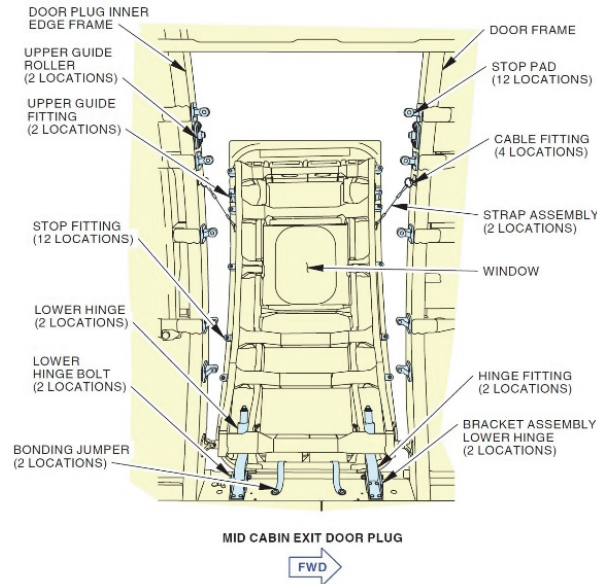 DOOR PLUG INNER
EDGE FRAME
UPPER GUIDE
ROLLER
(2 LOCATIONS)
UPPER GUIDE
FITTING
(2 LOCATIONS)
STOP FITTING
(12 LOCATIONS)
LOWER HINGE
(2 LOCATIONS)
LOWER
HINGE BOLT
(2 LOCATIONS)
BONDING JUMPER
(2 LOCATIONS)
DOOR FRAME
STOP PAD
(12 LOCATIONS)
CABLE FITTING
(4 LOCATIONS)
STRAP ASSEMBLY
(2 LOCATIONS)
WINDOW
HINGE FITTING
(2 LOCATIONS)
BRACKET ASSEMBLY
LOWER HINGE
(2 LOCATIONS)
MID CABIN EXIT DOOR PLUG
FWD